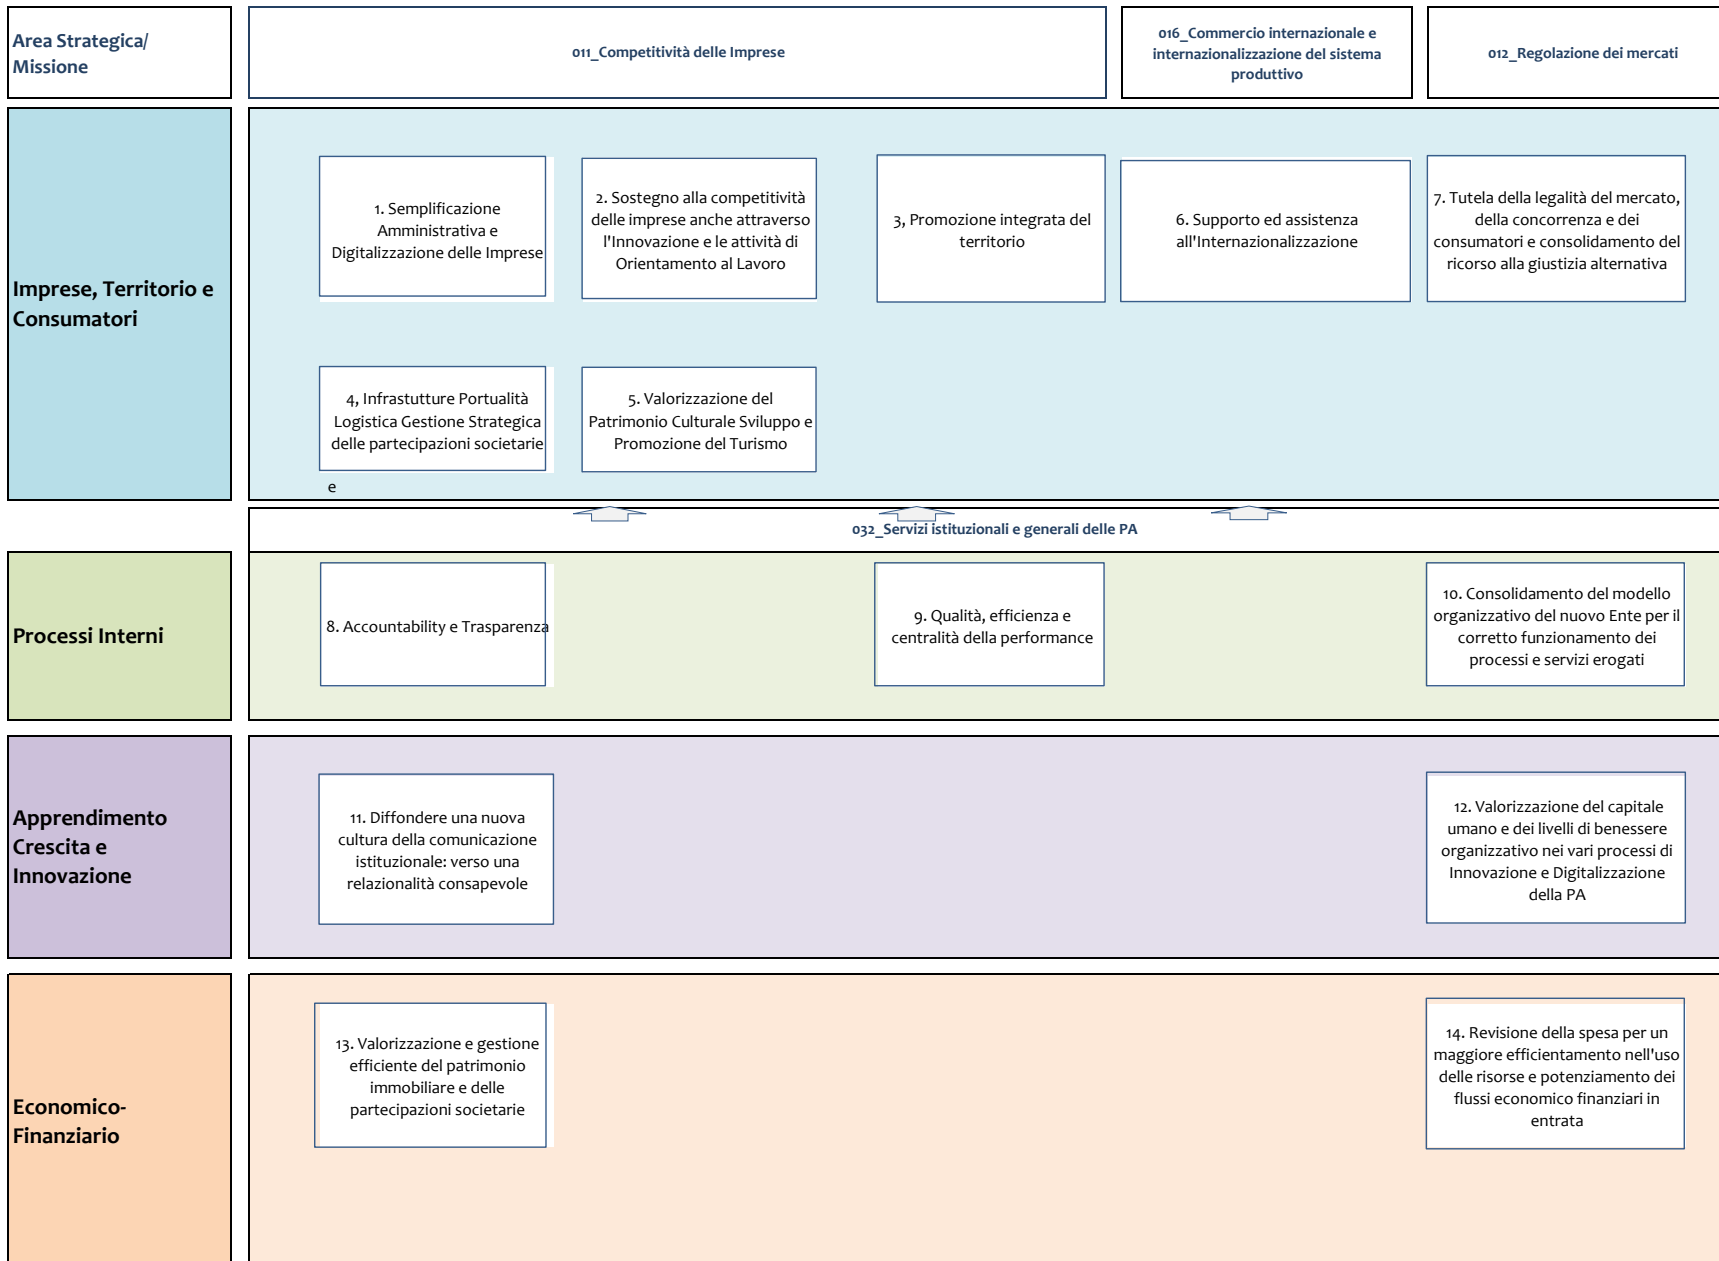 Area Strategica/
Missione
011_Competitività delle Imprese
016_Commercio internazionale e
internazionalizzazione del sistema
produttivo
012_Regolazione dei mercati
Imprese, Territorio e
Consumatori
1. Semplificazione
Amministrativa e
Digitalizzazione delle Imprese
2. Sostegno alla competitività
delle imprese anche attraverso
l'Innovazione e le attività di
Orientamento al Lavoro
3, Promozione integrata del
territorio
6. Supporto ed assistenza
all'Internazionalizzazione
7. Tutela della legalità del mercato,
della concorrenza e dei
consumatori e consolidamento del
ricorso alla giustizia alternativa
4, Infrastutture Portualità
Logistica Gestione Strategica
delle partecipazioni societarie
e
5. Valorizzazione del
Patrimonio Culturale Sviluppo e
Promozione del Turismo
032_Servizi istituzionali e generali delle PA
Processi Interni
8. Accountability e Trasparenza
9. Qualità, efficienza e
centralità della performance
10. Consolidamento del modello
organizzativo del nuovo Ente per il
corretto funzionamento dei
processi e servizi erogati
Apprendimento
Crescita e
Innovazione
11. Diffondere una nuova
cultura della comunicazione
istituzionale: verso una
relazionalità consapevole
12. Valorizzazione del capitale
umano e dei livelli di benessere
organizzativo nei vari processi di
Innovazione e Digitalizzazione
della PA
Economico-
Finanziario
13. Valorizzazione e gestione
efficiente del patrimonio
immobiliare e delle
partecipazioni societarie
14. Revisione della spesa per un
maggiore efficientamento nell'uso
delle risorse e potenziamento dei
flussi economico finanziari in
entrata